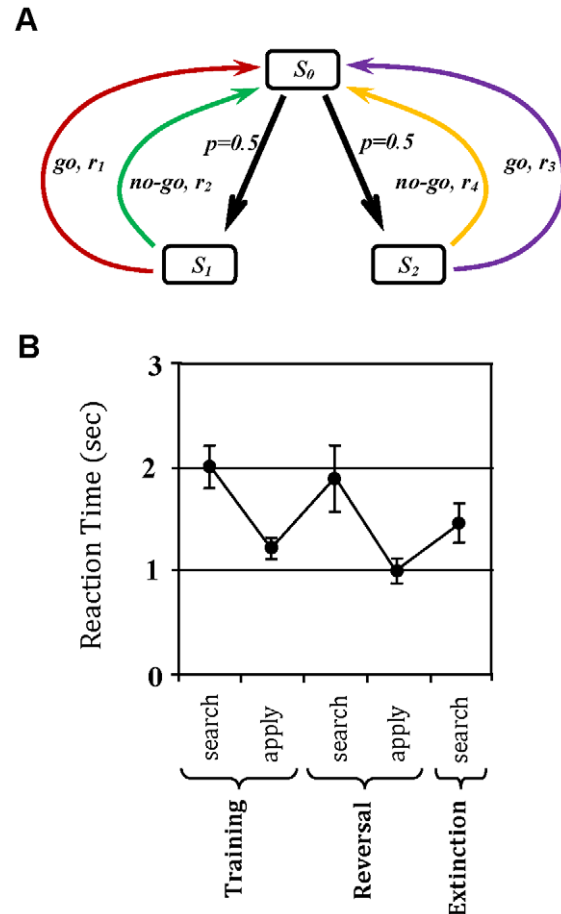 A
S₀
p=0.5
p=0.5
go, r₁
no-go, r₂
no-go, r₄
go, r₃
S₁
S₂
B
Reaction Time (sec)
3
2
1
0
search
apply
search
apply
search
Training
Reversal
Extinction